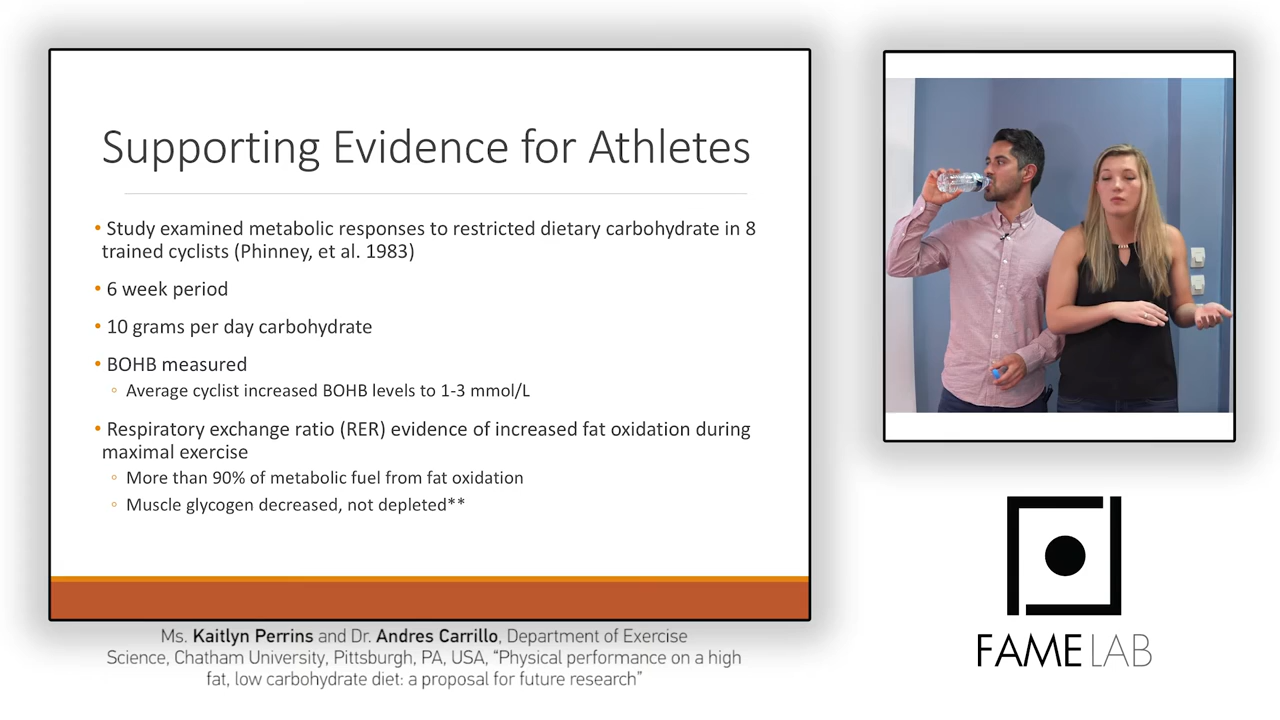 Supporting Evidence for Athletes
• Study examined metabolic responses to restricted dietary carbohydrate in 8
trained cyclists (Phinney, et al. 1983)
• 6 week period
• 10 grams per day carbohydrate
• BOHB measured
◦ Average cyclist increased BOHB levels to 1-3 mmol/L
• Respiratory exchange ratio (RER) evidence of increased fat oxidation during
maximal exercise
◦ More than 90% of metabolic fuel from fat oxidation
◦ Muscle glycogen decreased, not depleted**
Ms. Kaitlyn Perrins and Dr. Andres Carrillo, Department of Exercise
Science, Chatham University, Pittsburgh, PA, USA, “Physical performance on a high
fat, low carbohydrate diet: a proposal for future research”
FAME LAB